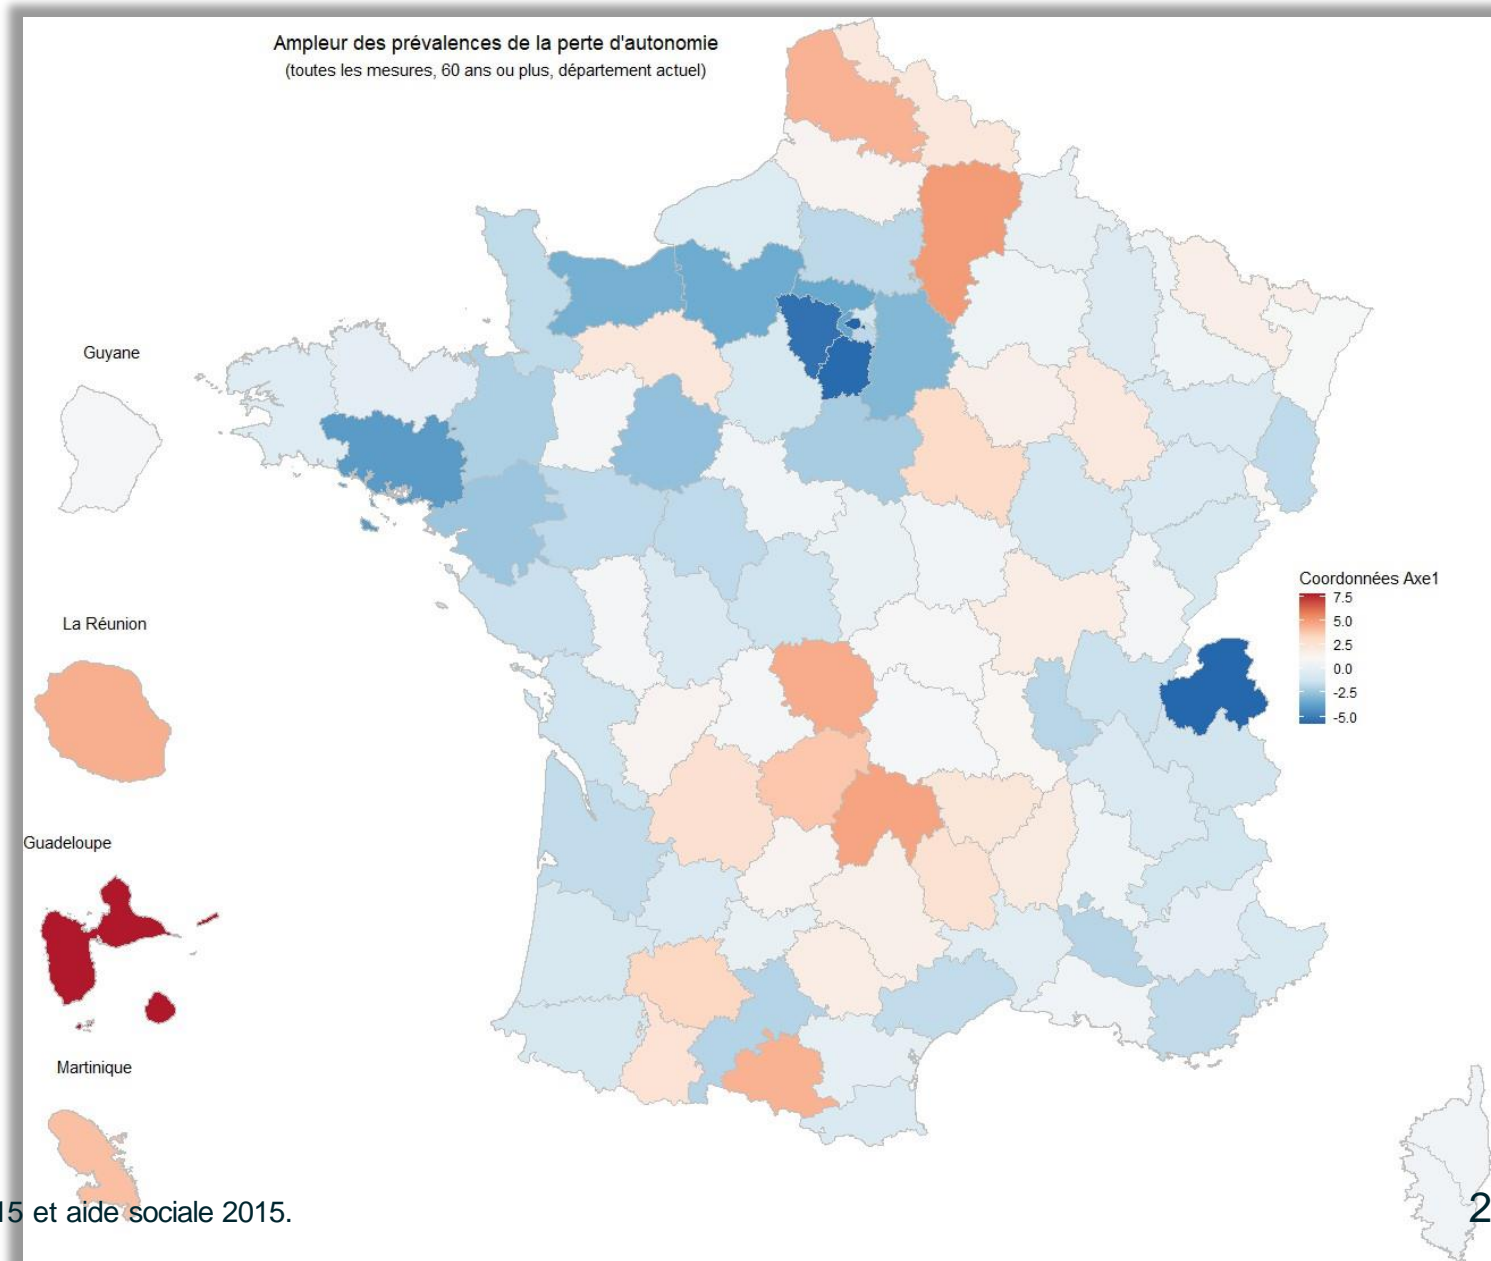 Ampleur des prévalences de la perte d'autonomie
(toutes les mesures, 60 ans ou plus, département actuel)
Guyane
La Réunion
Guadeloupe
Martinique
Coordonnées Axe1
7.5
5.0
2.5
0.0
-2.5
-5.0
15 et aide sociale 2015.
2